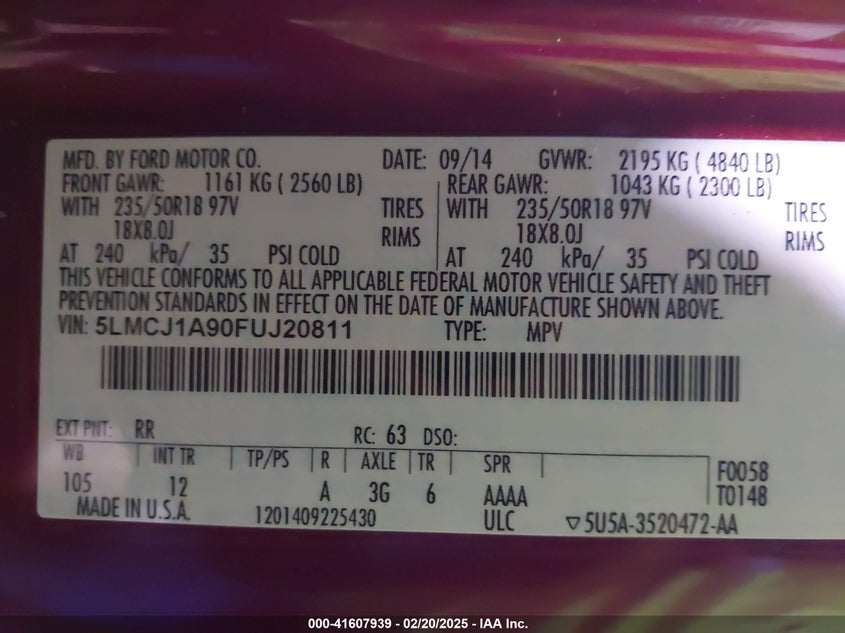 MFD. BY FORD MOTOR CO. DATE: 09/14 GVWR: 2195 KG ( 4840 LB)
FRONT GAWR: 1161 KG ( 2560 LB) REAR GAWR: 1043 KG ( 2300 LB)
WITH 235/50R18 97V TIRES WITH 235/50R18 97V TIRES
18X8.0J RIMS 18X8.0J RIMS
AT 240 kPa/ 35 PSI COLD AT 240 kPa/ 35 PSI COLD
THIS VEHICLE CONFORMS TO ALL APPLICABLE FEDERAL MOTOR VEHICLE SAFETY AND THEFT
PREVENTION STANDARDS IN EFFECT ON THE DATE OF MANUFACTURE SHOWN ABOVE.
VIN: 5LMCJ1A90FUJ20811 TYPE: MPV
EXT PNT: RR RC: 63 DSO:
WB INT TR TP/PS R AXLE TR SPR F0058
105 12 A 3G 6 AAAA T0148
MADE IN U.S.A. 1201409225430 ULC ▽5U5A-3520472-AA
000-41607939 - 02/20/2025 - IAA Inc.